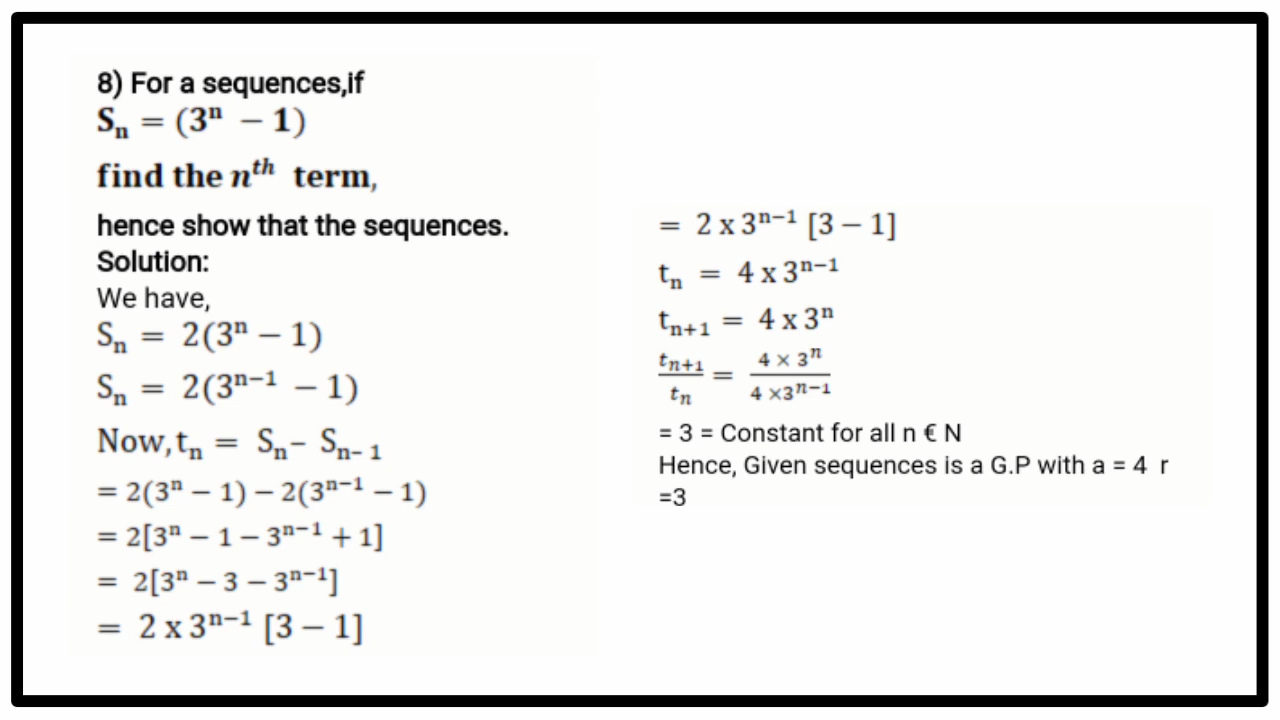 8) For a sequences,if
Sₙ = (3ⁿ − 1)
find the nᵗʰ term,
hence show that the sequences.
Solution:
We have,
Sₙ = 2(3ⁿ − 1)
Sₙ = 2(3ⁿ⁻¹ − 1)
Now,tₙ = Sₙ− Sₙ₋ ₁
= 2(3ⁿ − 1) − 2(3ⁿ⁻¹ − 1)
= 2[3ⁿ − 1 − 3ⁿ⁻¹ + 1]
= 2[3ⁿ − 3 − 3ⁿ⁻¹]
= 2 x 3ⁿ⁻¹ [3 − 1]
= 2 x 3ⁿ⁻¹ [3 − 1]
tₙ = 4 x 3ⁿ⁻¹
tₙ₊₁ = 4 x 3ⁿ
tₙ₊₁/tₙ = 4 × 3ⁿ/4 ×3ⁿ⁻¹
= 3 = Constant for all n € N
Hence, Given sequences is a G.P with a = 4 r
=3